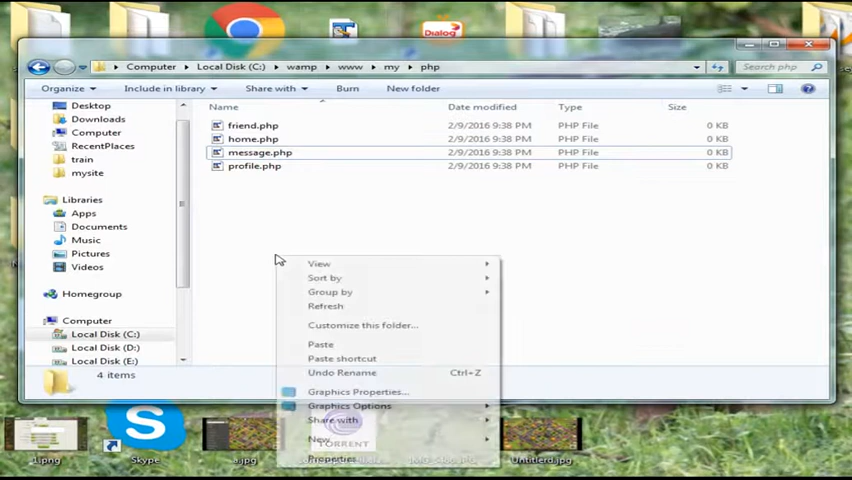 Dialog
Computer Local Disk (C:) wamp www my php
Search php
Organize Include in library Share with Burn New folder
Name Date modified Type Size
Desktop
Downloads
Computer
RecentPlaces
train
mysite
Libraries
Apps
Documents
Music
Pictures
Videos
Homegroup
Computer
Local Disk (C:)
Local Disk (D:)
Local Disk (E:)
friend.php 2/9/2016 9:38 PM PHP File 0 KB
home.php 2/9/2016 9:38 PM PHP File 0 KB
message.php 2/9/2016 9:38 PM PHP File 0 KB
profile.php 2/9/2016 9:38 PM PHP File 0 KB
View
Sort by
Group by
Refresh
Customize this folder...
Paste
Paste shortcut
Undo Rename Ctrl+Z
Graphics Properties...
Graphics Options
Share with
New
Properties
4 items
TORRENT
1.png
Skype
a.jpg
Untitlerd.jpg